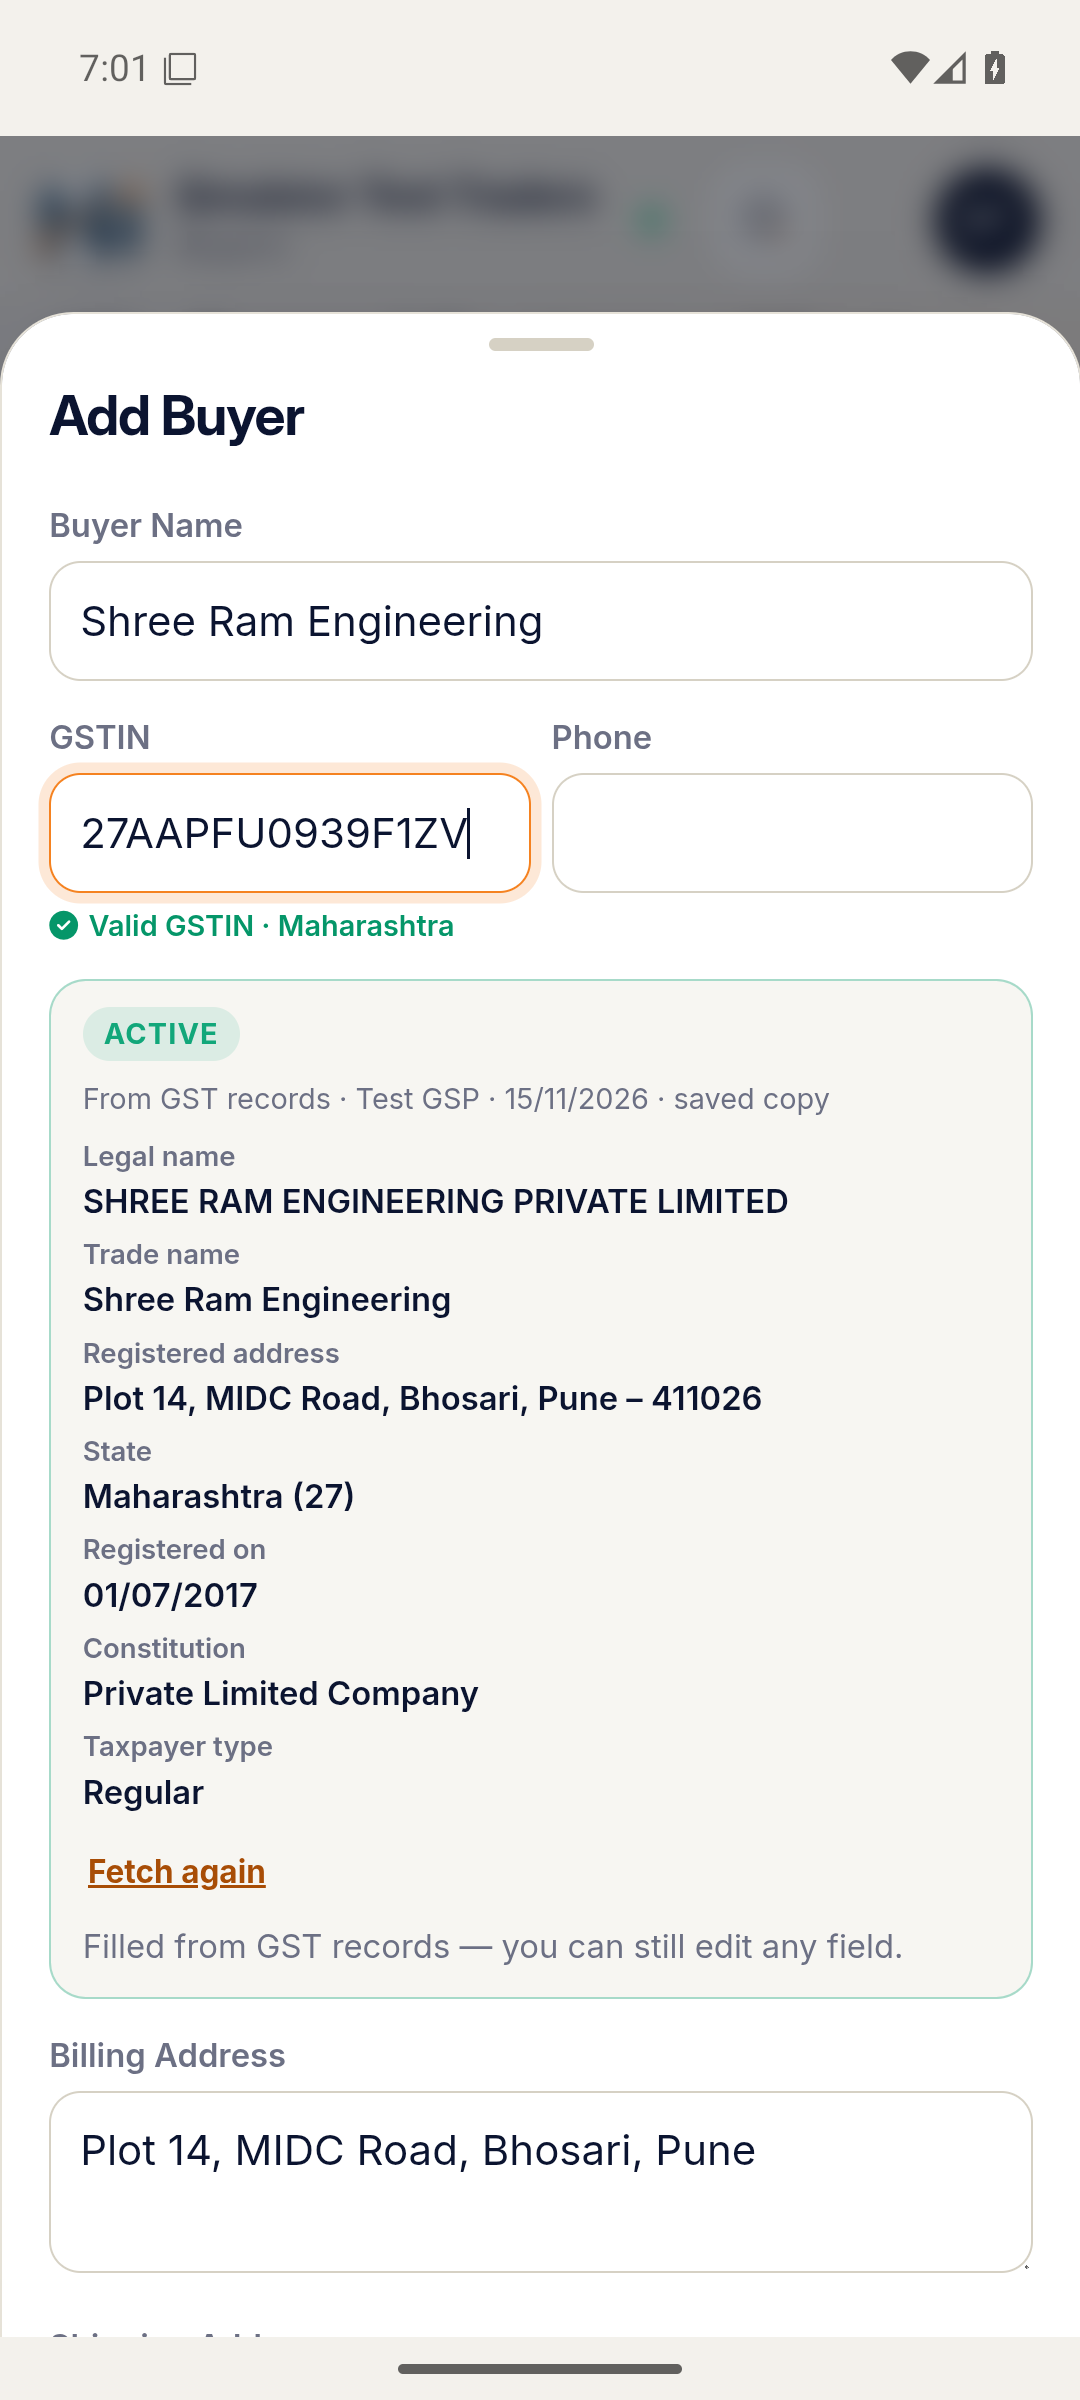 7:01
Add Buyer
Buyer Name
Shree Ram Engineering
GSTIN
Phone
27AAPFU0939F1ZV
Valid GSTIN · Maharashtra
ACTIVE
From GST records · Test GSP · 15/11/2026 · saved copy
Legal name
SHREE RAM ENGINEERING PRIVATE LIMITED
Trade name
Shree Ram Engineering
Registered address
Plot 14, MIDC Road, Bhosari, Pune – 411026
State
Maharashtra (27)
Registered on
01/07/2017
Constitution
Private Limited Company
Taxpayer type
Regular
Fetch again
Filled from GST records — you can still edit any field.
Billing Address
Plot 14, MIDC Road, Bhosari, Pune